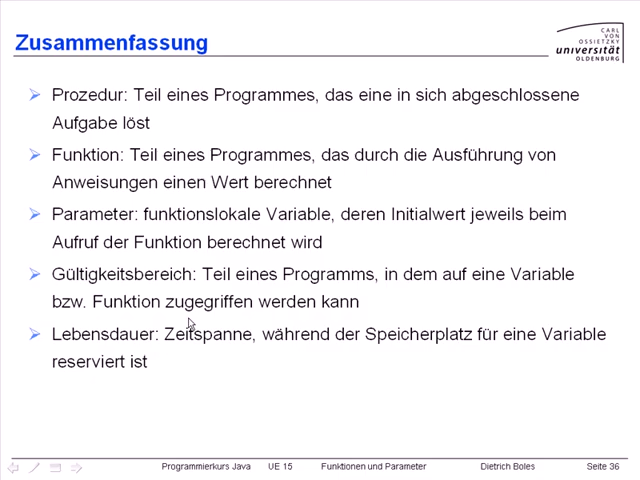 Zusammenfassung
CARL
VON
OSSIETZKY
universität
OLDENBURG
Prozedur: Teil eines Programmes, das eine in sich abgeschlossene
Aufgabe löst
Funktion: Teil eines Programmes, das durch die Ausführung von
Anweisungen einen Wert berechnet
Parameter: funktionslokale Variable, deren Initialwert jeweils beim
Aufruf der Funktion berechnet wird
Gültigkeitsbereich: Teil eines Programms, in dem auf eine Variable
bzw. Funktion zugegriffen werden kann
Lebensdauer: Zeitspanne, während der Speicherplatz für eine Variable
reserviert ist
Programmierkurs Java UE 15 Funktionen und Parameter Dietrich Boles Seite 36